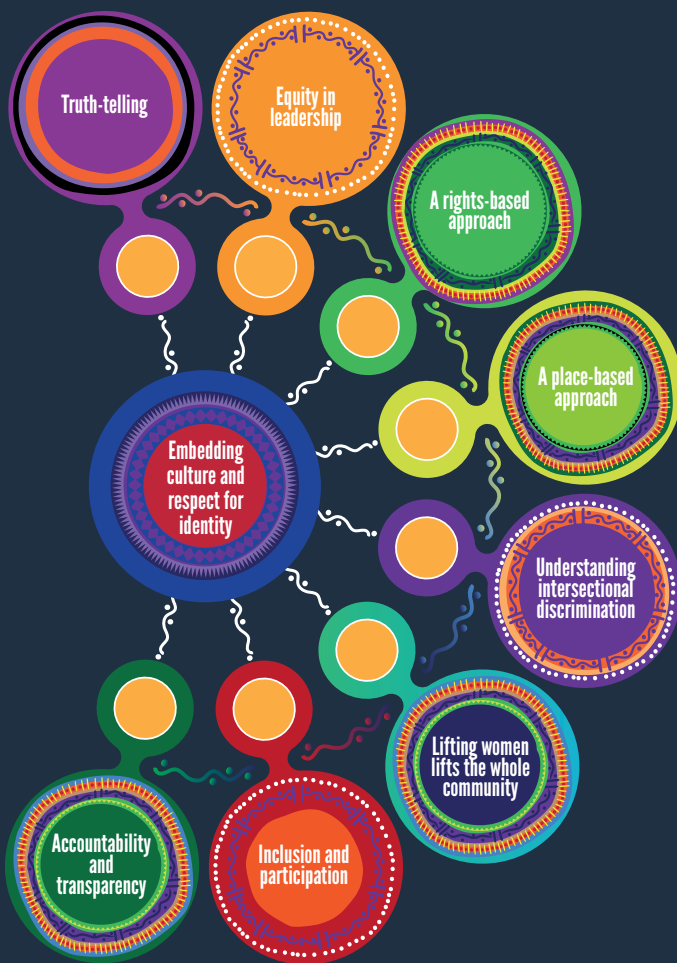 Truth-telling
Equity in
leadership
A rights-based
approach
A place-based
approach
Embedding
culture and
respect for
identity
Understanding
intersectional
discrimination
Lifting women
lifts the whole
community
Inclusion and
participation
Accountability
and
transparency